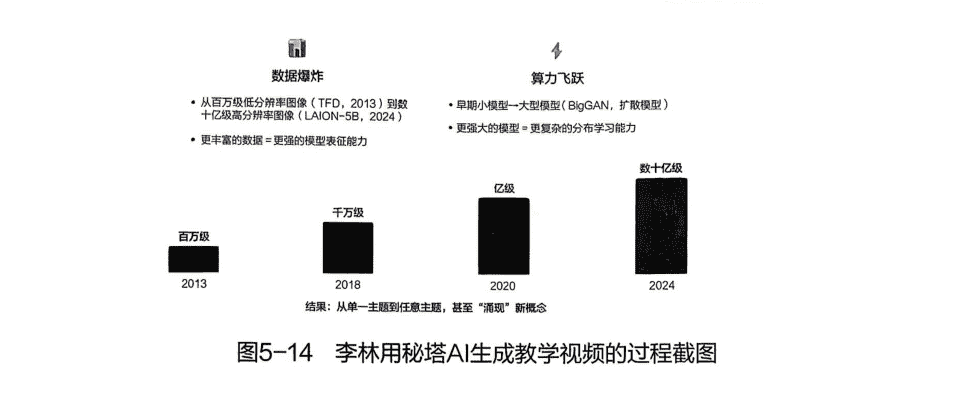 数据爆炸
• 从百万级低分辨率图像（TFD，2013）到数
十亿级高分辨率图像（LAION-5B，2024）
• 更丰富的数据＝更强的模型表征能力
算力飞跃
• 早期小模型→大型模型（BigGAN，扩散模型）
• 更强大的模型＝更复杂的分布学习能力
百万级
千万级
亿级
数十亿级
2013
2018
2020
2024
结果：从单一主题到任意主题，甚至“涌现”新概念
图5-14 李林用秘塔AI生成教学视频的过程截图